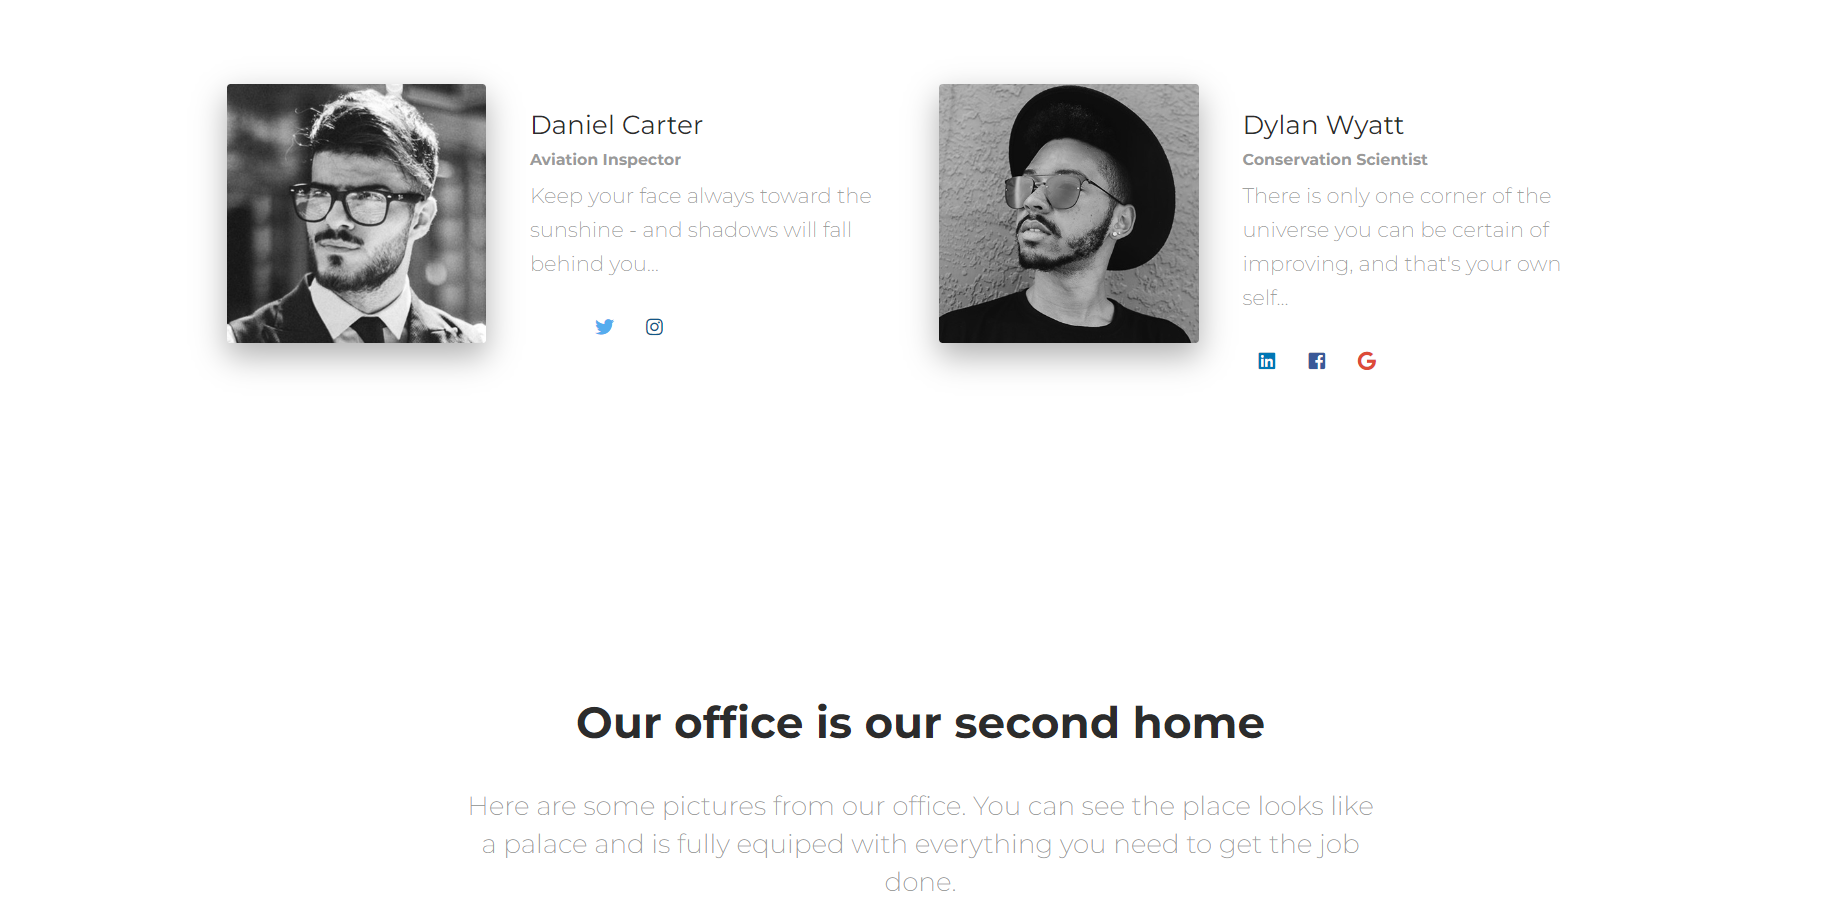 Daniel Carter
Aviation Inspector
Keep your face always toward the
sunshine - and shadows will fall
behind you...
Dylan Wyatt
Conservation Scientist
There is only one corner of the
universe you can be certain of
improving, and that's your own
self...
Our office is our second home
Here are some pictures from our office. You can see the place looks like
a palace and is fully equiped with everything you need to get the job
done.